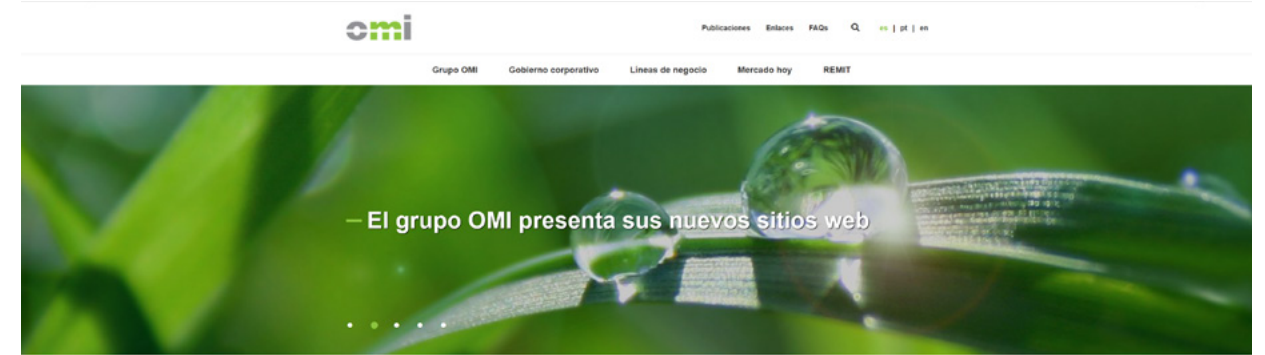 omi
Publicaciones Enlaces FAQs es | pt | en
Grupo OMI Gobierno corporativo Líneas de negocio Mercado hoy REMIT
— El grupo OMI presenta sus nuevos sitios web